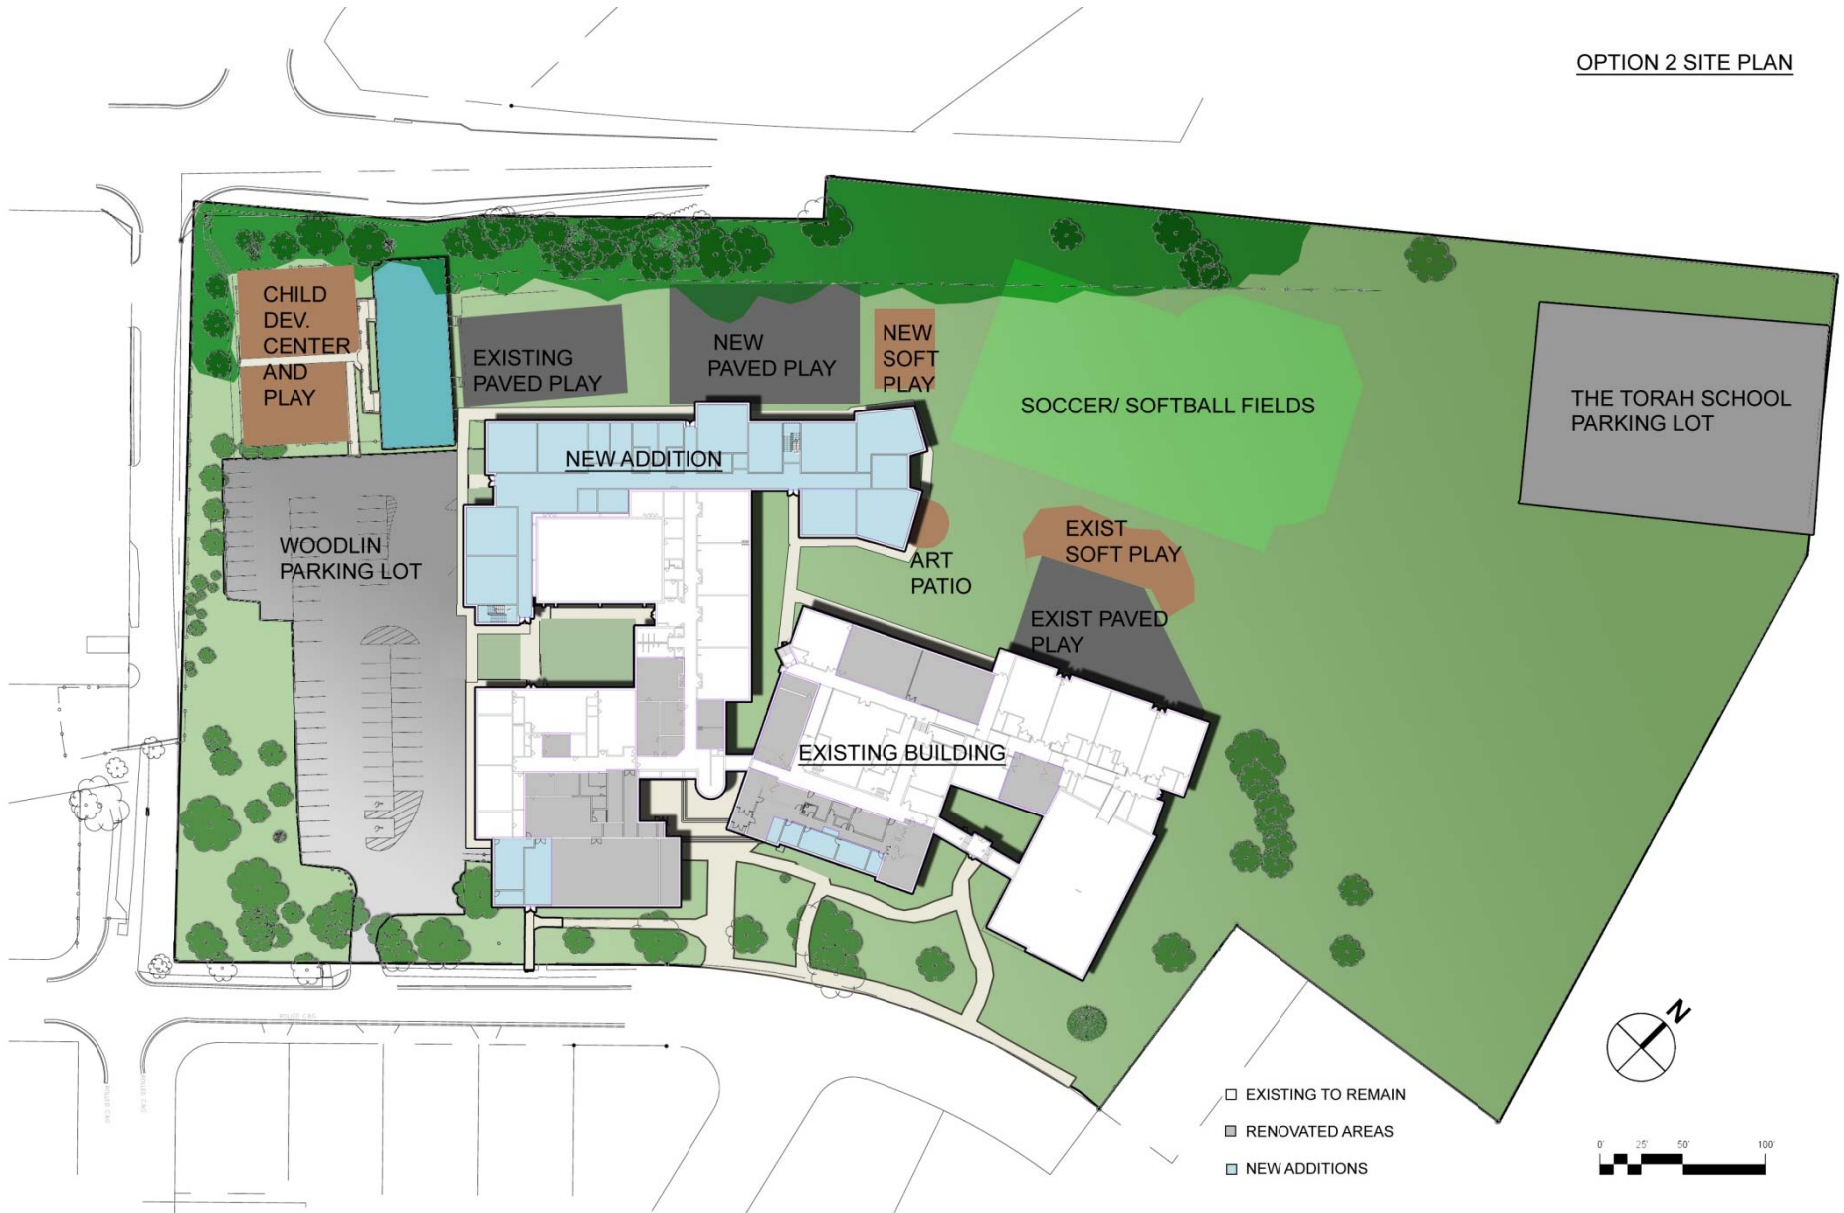 OPTION 2 SITE PLAN
CHILD
DEV.
CENTER
AND
PLAY
EXISTING
PAVED PLAY
NEW
PAVED PLAY
NEW
SOFT
PLAY
SOCCER/ SOFTBALL FIELDS
THE TORAH SCHOOL
PARKING LOT
NEW ADDITION
WOODLIN
PARKING LOT
ART
PATIO
EXIST
SOFT PLAY
EXIST PAVED
PLAY
EXISTING BUILDING
N
EXISTING TO REMAIN
RENOVATED AREAS
NEW ADDITIONS
0' 25' 50' 100'
ROLLED C&G
ROLLED C&G